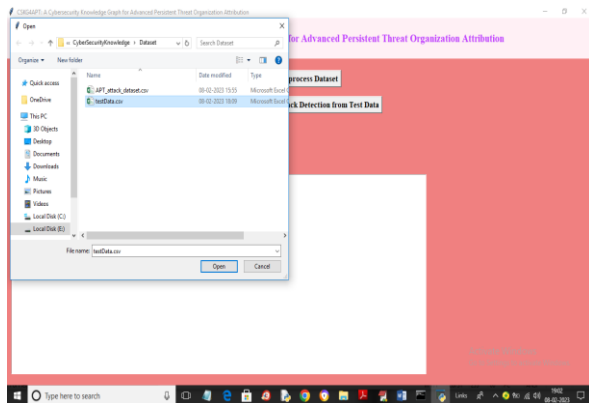 CSKG4APT: A Cybersecurity Knowledge Graph for Advanced Persistent Threat Organization Attribution
Open
for Advanced Persistent Threat Organization Attribution
« CyberSecurityKnowledge › Dataset
Search Dataset
Organize
New folder
Name
Date modified
Type
Quick access
OneDrive
This PC
3D Objects
Desktop
Documents
Downloads
Music
Pictures
Videos
Local Disk (C:)
Local Disk (E:)
APT_attack_dataset.csv
08-02-2023 15:55
Microsoft Excel
testData.csv
08-02-2023 18:09
Microsoft Excel
process Dataset
ck Detection from Test Data
File name:
testData.csv
Open
Cancel
Type here to search
Links
08-02-2023